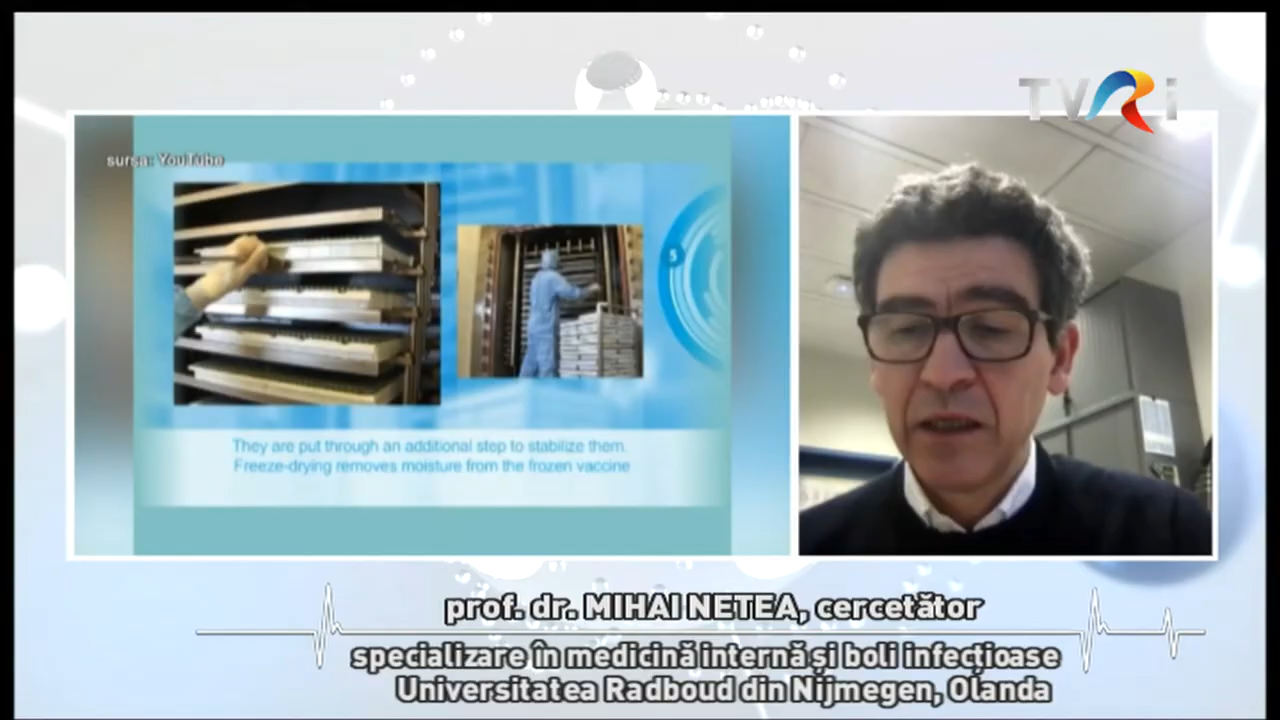 TVRi
sursa: YouTube
They are put through an additional step to stabilize them.
Freeze-drying removes moisture from the frozen vaccine
prof. dr. MIHAI NETEA, cercetător
specializare în medicină internă și boli infecțioase
Universitatea Radboud din Nijmegen, Olanda